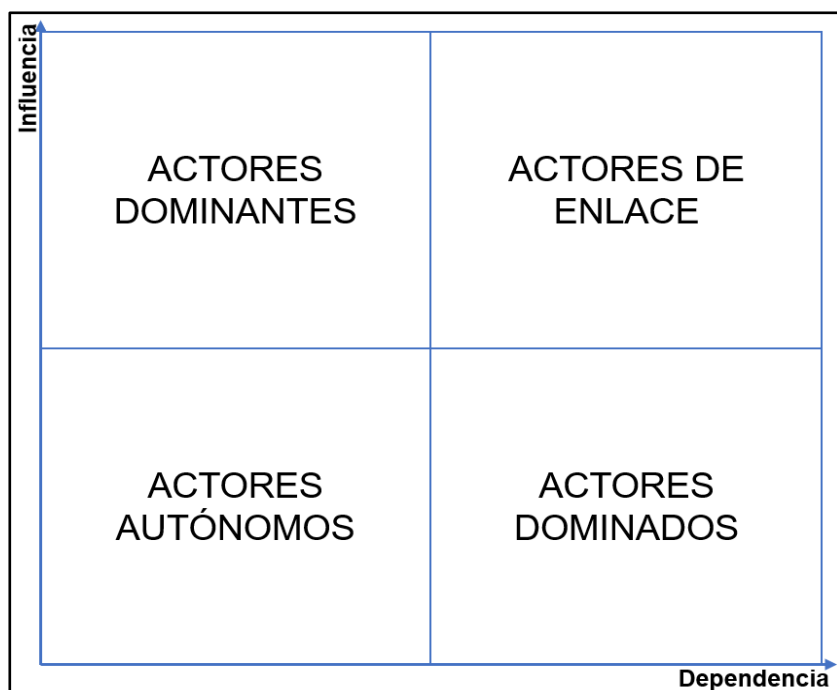 Influencia
ACTORES
DOMINANTES
ACTORES DE
ENLACE
ACTORES
AUTÓNOMOS
ACTORES
DOMINADOS
Dependencia